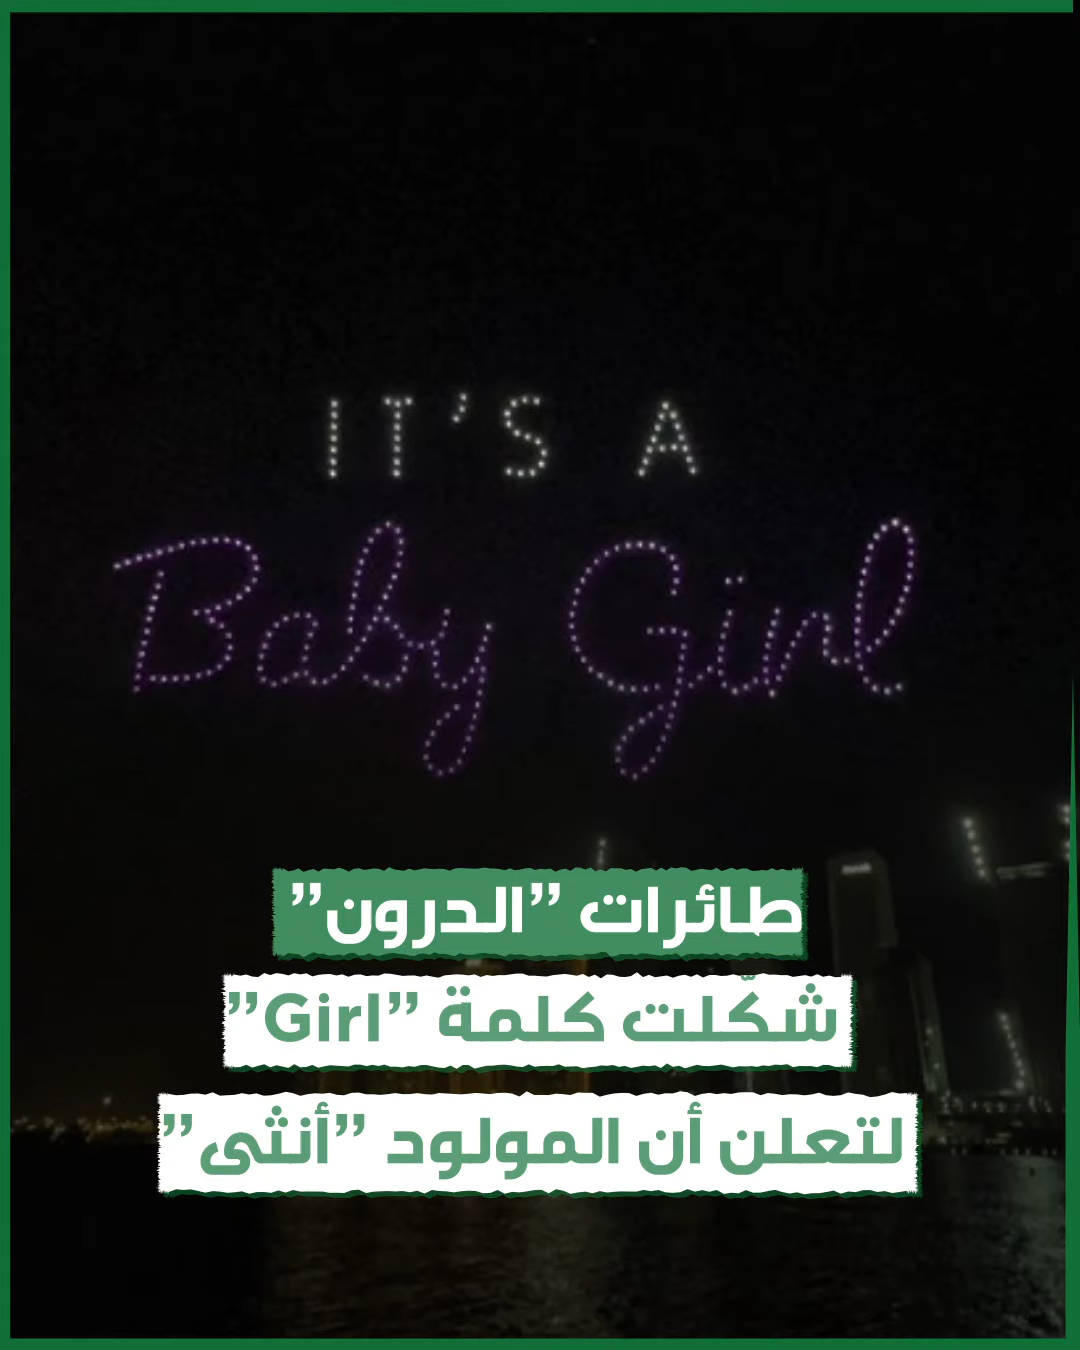 IT'S A
Baby Girl
طائرات "الدرون"
شكّلت كلمة "Girl"
لتعلن أن المولود "أنثى"